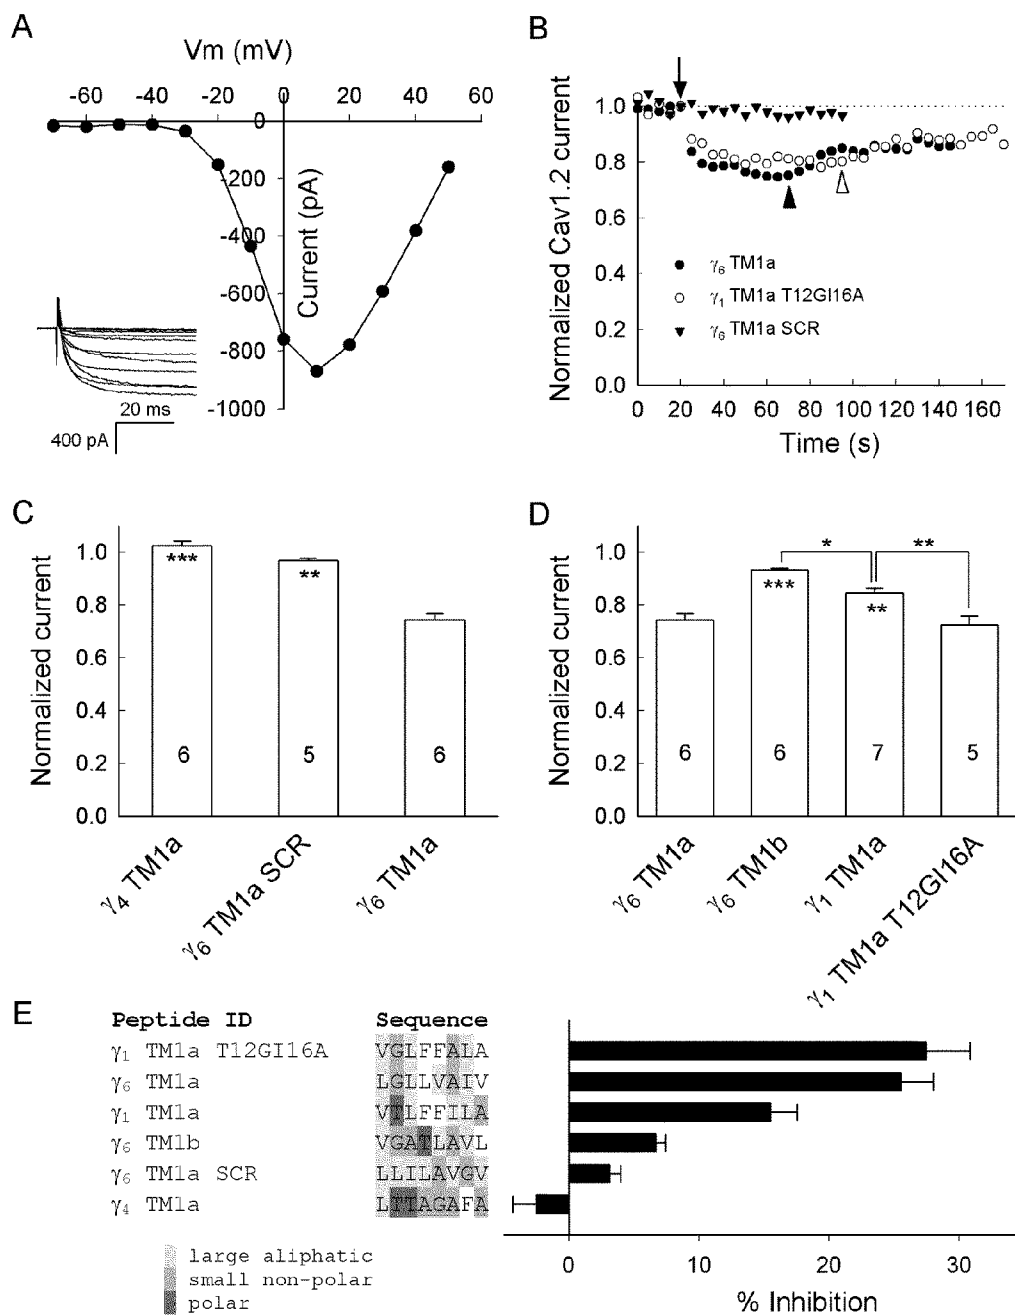 A
Vm (mV)
-60 -40 -20 0 20 40 60
0
-200
-400
-600
-800
-1000
Current (pA)
20 ms
400 pA
B
Normalized Cav1.2 current
1.0
0.8
0.6
0.4
0.2
0.0
γ6 TM1a
γ1 TM1a T12GI16A
γ6 TM1a SCR
0 20 40 60 80 100 120 140 160
Time (s)
C
Normalized current
1.0
0.8
0.6
0.4
0.2
0.0
*** **
6 5 6
γ4 TM1a
γ6 TM1a SCR
γ6 TM1a
D
Normalized current
1.0
0.8
0.6
0.4
0.2
0.0
* **
*** **
6 6 7 5
γ6 TM1a
γ6 TM1b
γ1 TM1a
γ1 TM1a T12GI16A
E
Peptide ID Sequence
γ1 TM1a T12GI16A VGLFFALA
γ6 TM1a LGLLVAIV
γ1 TM1a VTLFFILA
γ6 TM1b VGATLAVL
γ6 TM1a SCR LLILAVGV
γ4 TM1a LTTAGAFA
large aliphatic
small non-polar
polar
0 10 20 30
% Inhibition